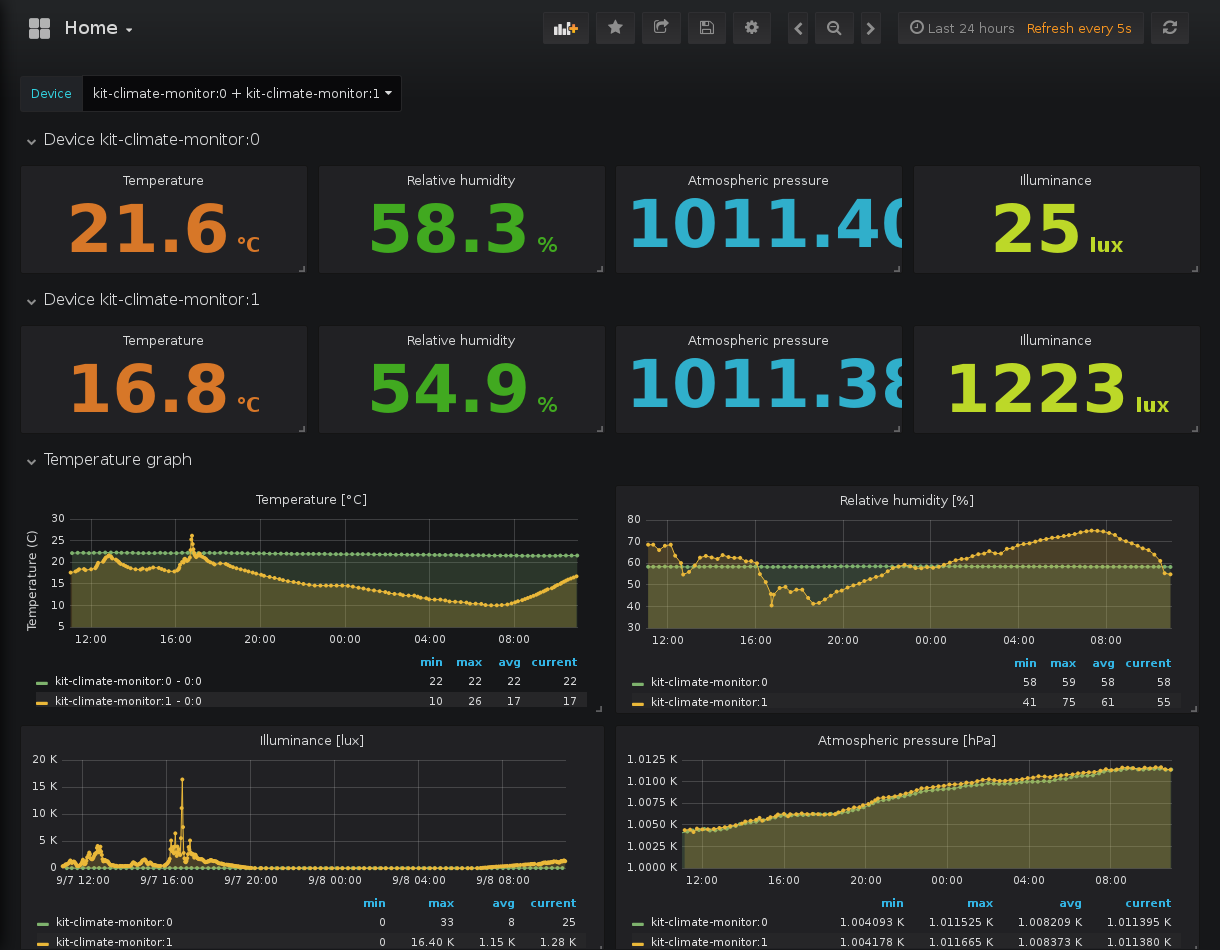 Home
Last 24 hours Refresh every 5s
Device kit-climate-monitor:0 + kit-climate-monitor:1
Device kit-climate-monitor:0
Temperature Relative humidity Atmospheric pressure Illuminance
21.6 °C 58.3 % 1011.40 25 lux
Device kit-climate-monitor:1
Temperature Relative humidity Atmospheric pressure Illuminance
16.8 °C 54.9 % 1011.38 1223 lux
Temperature graph
Temperature [°C]
Temperature (C)
30
25
20
15
10
5
12:00 16:00 20:00 00:00 04:00 08:00
min max avg current
kit-climate-monitor:0 - 0:0 22 22 22 22
kit-climate-monitor:1 - 0:0 10 26 17 17
Relative humidity [%]
80
70
60
50
40
30
12:00 16:00 20:00 00:00 04:00 08:00
min max avg current
kit-climate-monitor:0 58 59 58 58
kit-climate-monitor:1 41 75 61 55
Illuminance [lux]
20 K
15 K
10 K
5 K
0
9/7 12:00 9/7 16:00 9/7 20:00 9/8 00:00 9/8 04:00 9/8 08:00
min max avg current
kit-climate-monitor:0 0 33 8 25
kit-climate-monitor:1 0 16.40 K 1.15 K 1.28 K
Atmospheric pressure [hPa]
1.0125 K
1.0100 K
1.0075 K
1.0050 K
1.0025 K
1.0000 K
12:00 16:00 20:00 00:00 04:00 08:00
min max avg current
kit-climate-monitor:0 1.004093 K 1.011525 K 1.008209 K 1.011395 K
kit-climate-monitor:1 1.004178 K 1.011665 K 1.008373 K 1.011380 K